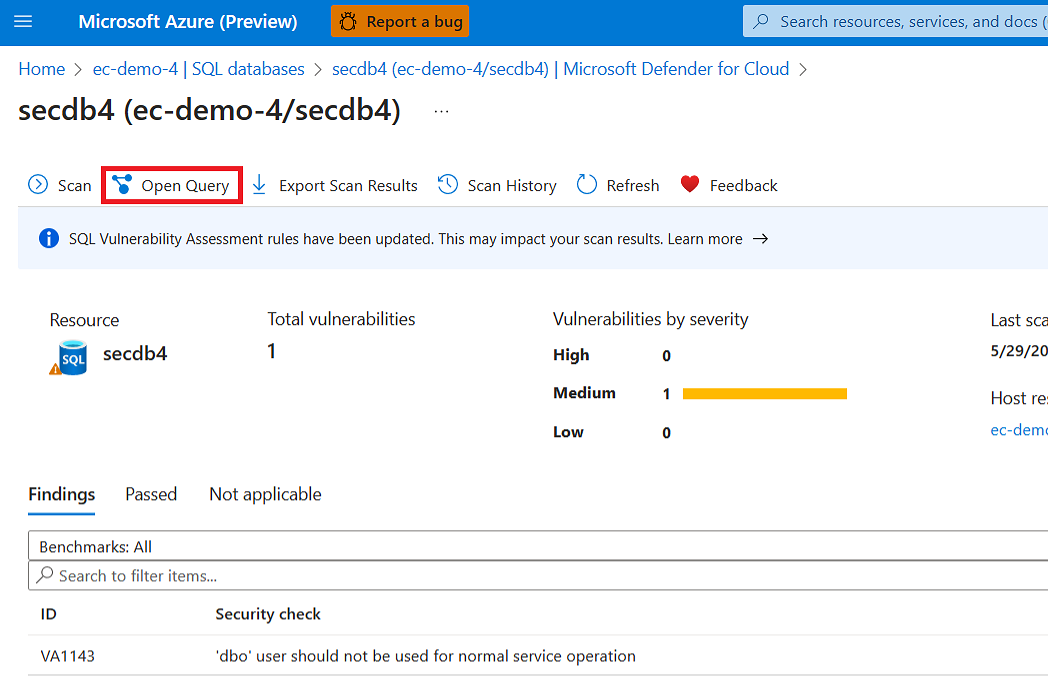 Microsoft Azure (Preview) Report a bug Search resources, services, and docs (
Home > ec-demo-4 | SQL databases > secdb4 (ec-demo-4/secdb4) | Microsoft Defender for Cloud >
secdb4 (ec-demo-4/secdb4) ...
Scan Open Query Export Scan Results Scan History Refresh Feedback
SQL Vulnerability Assessment rules have been updated. This may impact your scan results. Learn more →
Resource Total vulnerabilities Vulnerabilities by severity Last sca
SQL secdb4 1 High 0 5/29/20
Medium 1 Host res
Low 0 ec-demo
Findings Passed Not applicable
Benchmarks: All
Search to filter items...
ID Security check
VA1143 'dbo' user should not be used for normal service operation